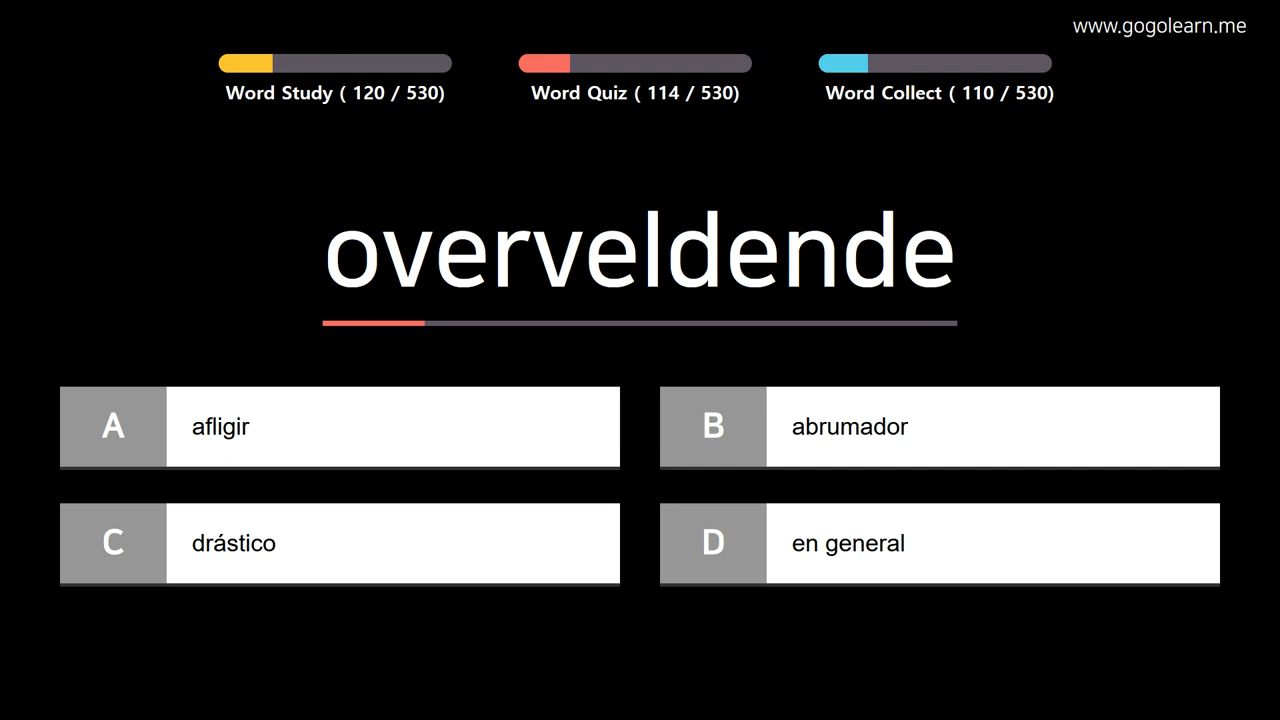 www.gogolearn.me
Word Study ( 120 / 530)
Word Quiz ( 114 / 530)
Word Collect ( 110 / 530)
overveldende
A
afligir
B
abrumador
C
drástico
D
en general